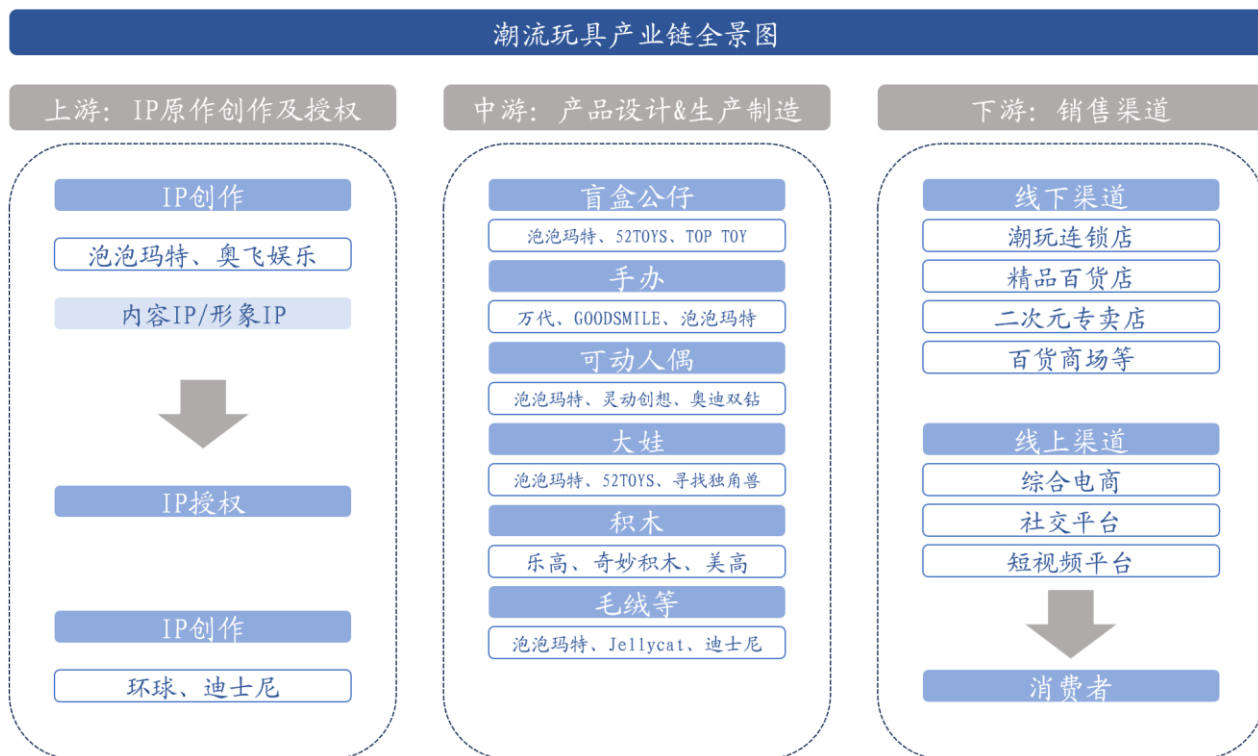 潮流玩具产业链全景图
上游：IP原作创作及授权
IP创作
泡泡玛特、奥飞娱乐
内容IP/形象IP
IP授权
IP创作
环球、迪士尼
中游：产品设计&生产制造
盲盒公仔
泡泡玛特、52TOYS、TOP TOY
手办
万代、GOODSMILE、泡泡玛特
可动人偶
泡泡玛特、灵动创想、奥迪双钻
大娃
泡泡玛特、52TOYS、寻找独角兽
积木
乐高、奇妙积木、美高
毛绒等
泡泡玛特、Jellycat、迪士尼
下游：销售渠道
线下渠道
潮玩连锁店
精品百货店
二次元专卖店
百货商场等
线上渠道
综合电商
社交平台
短视频平台
消费者